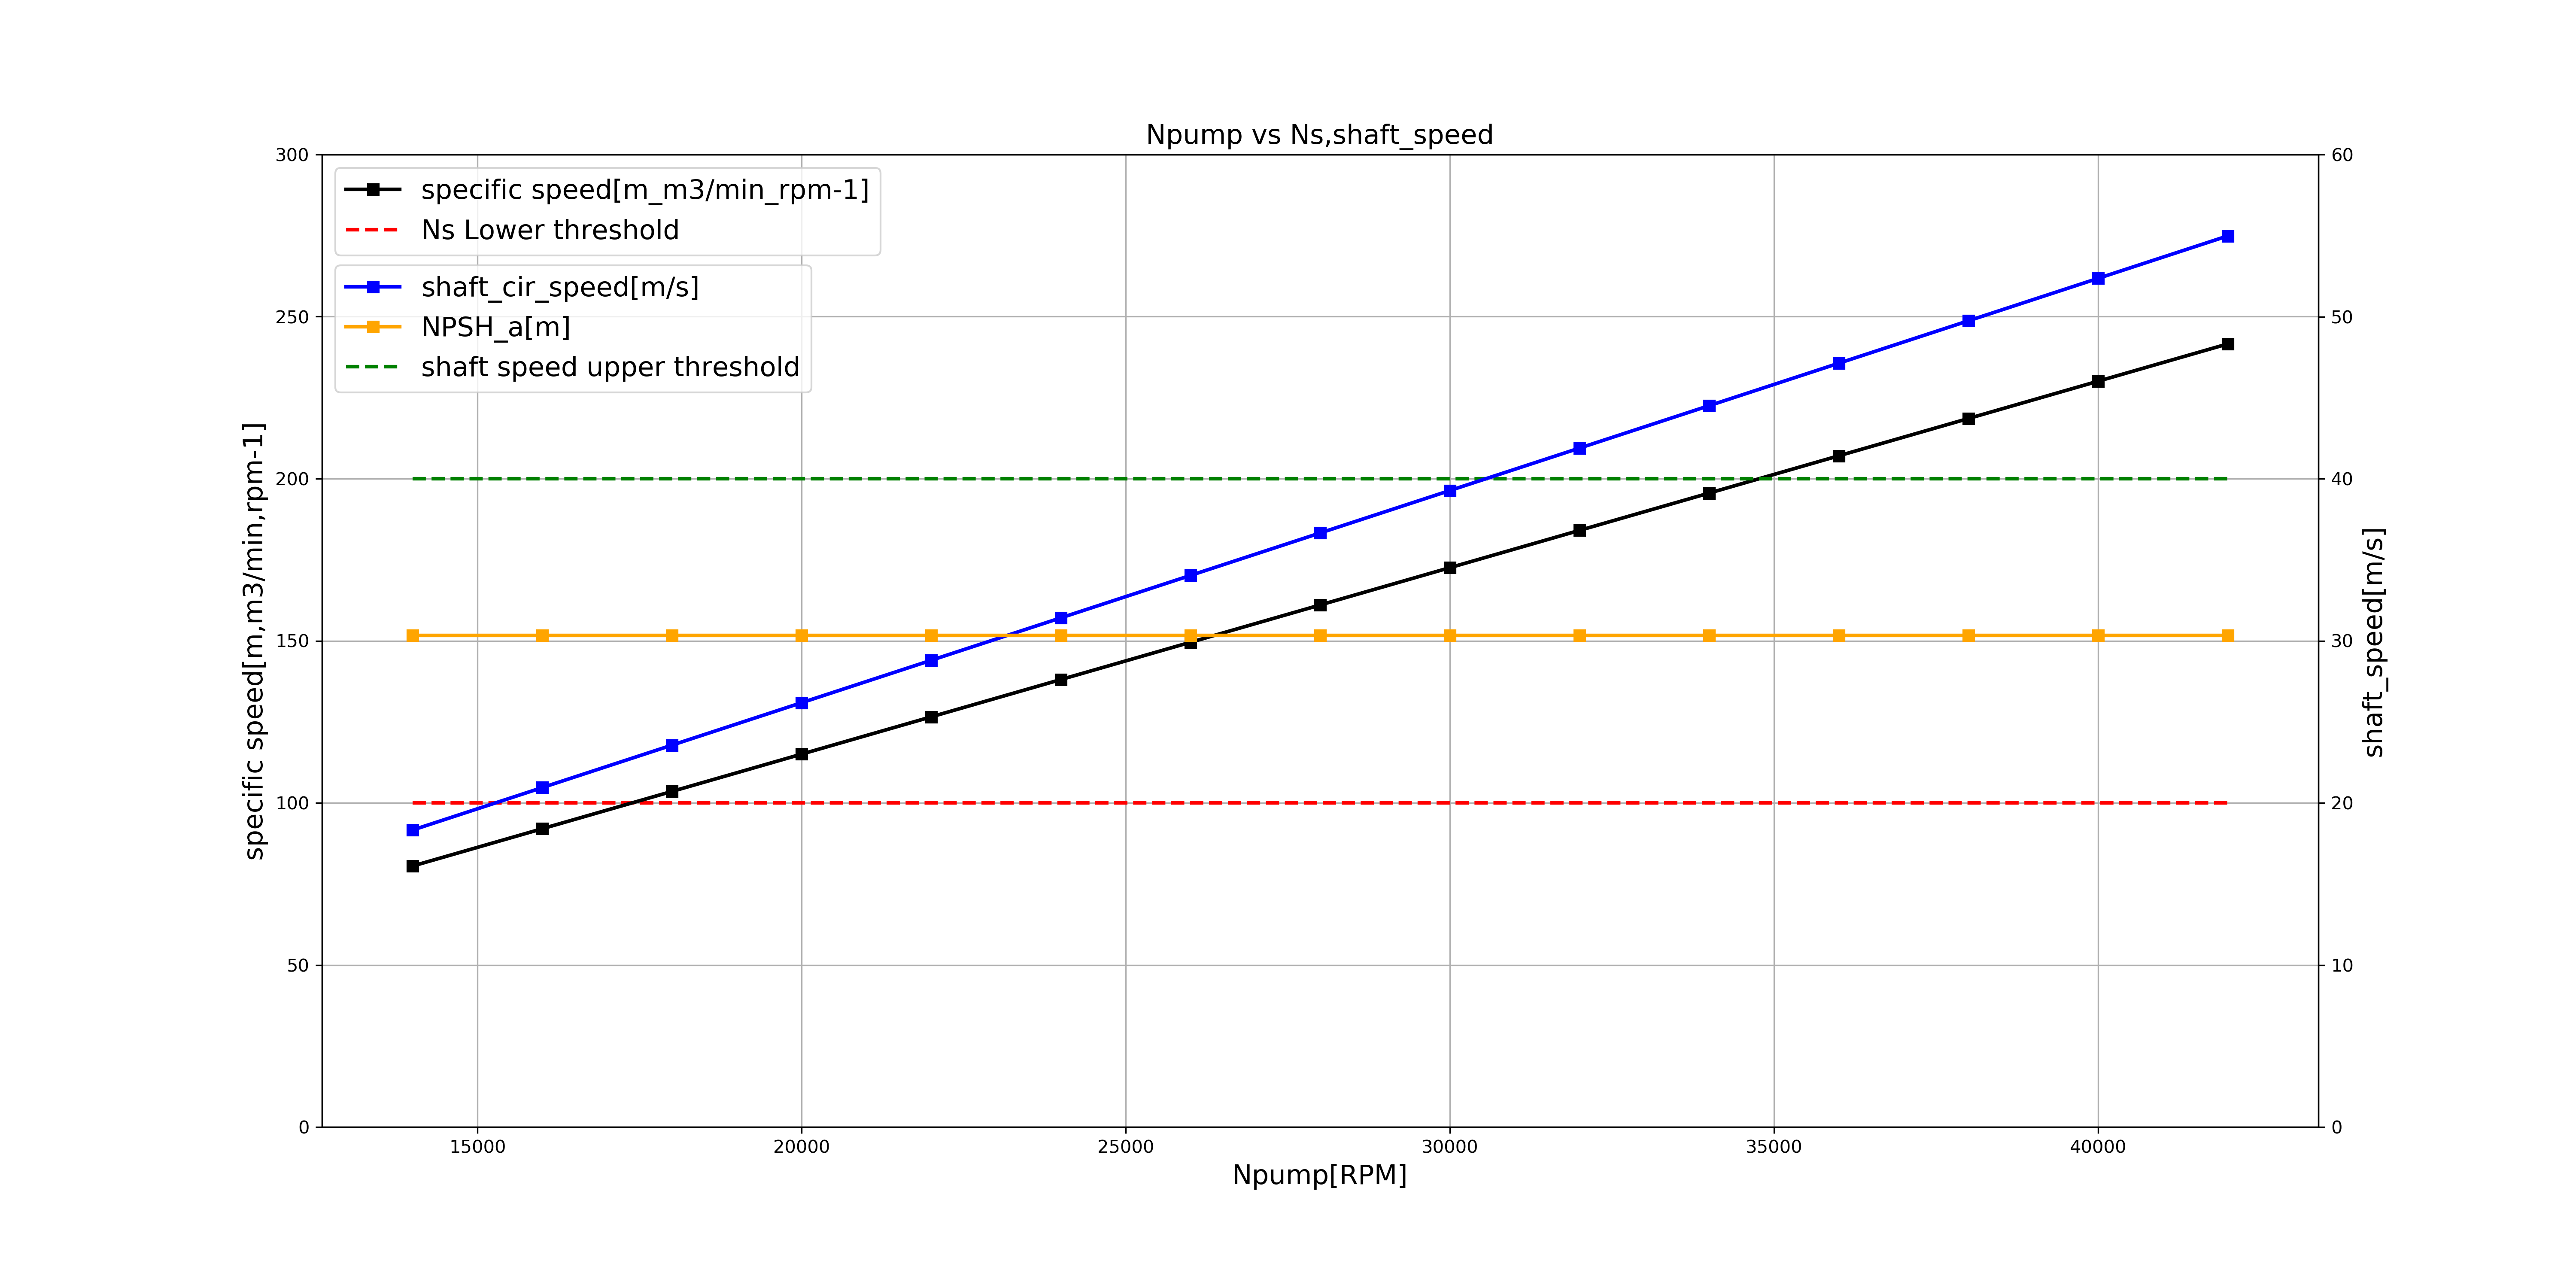 Npump vs Ns,shaft_speed
specific speed[m_m3/min_rpm-1]
Ns Lower threshold
shaft_cir_speed[m/s]
NPSH_a[m]
shaft speed upper threshold
specific speed[m,m3/min,rpm-1]
300
250
200
150
100
50
0
60
50
40
30
20
10
0
shaft_speed[m/s]
15000
20000
25000
30000
35000
40000
Npump[RPM]